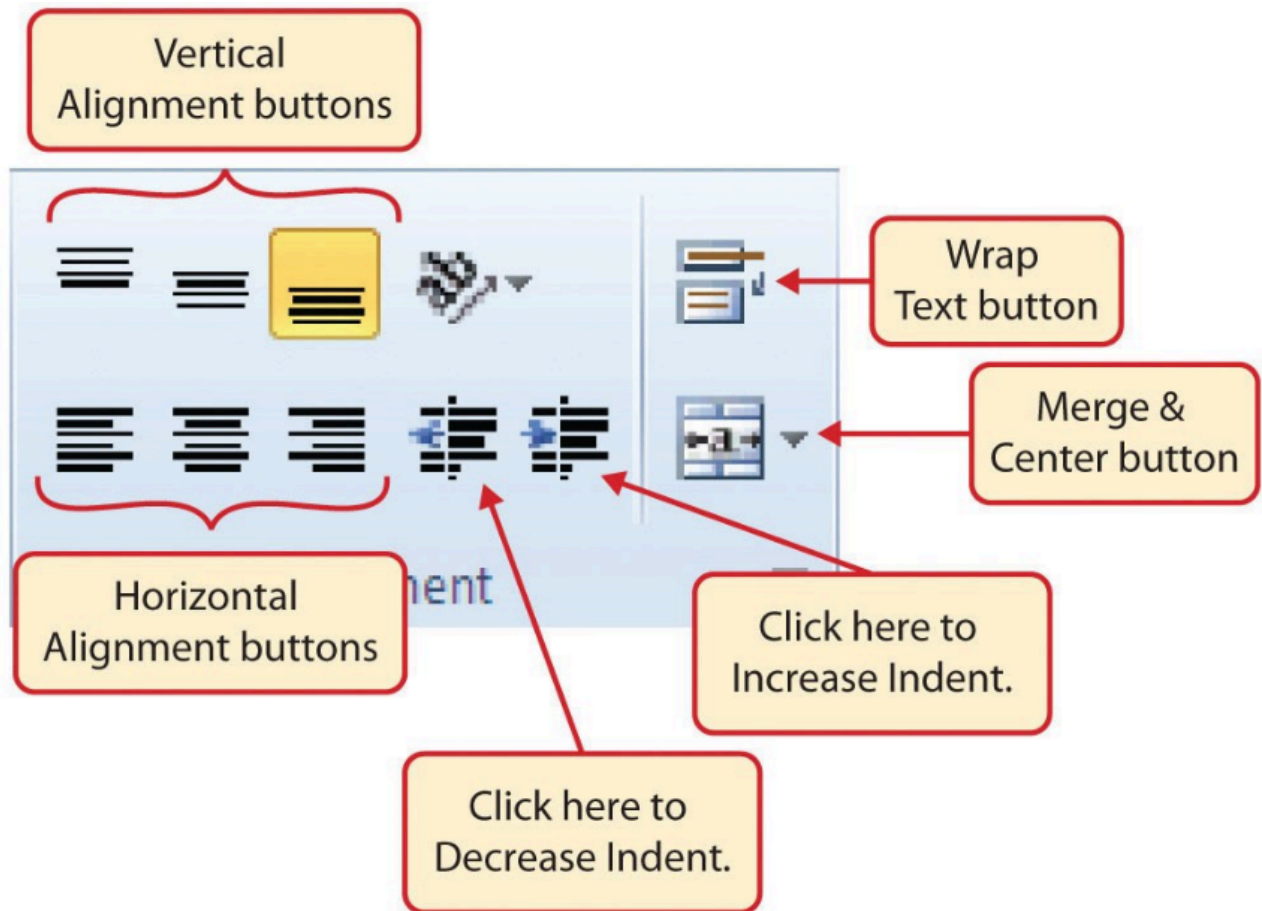 Vertical
Alignment buttons
Wrap
Text button
Merge &
Center button
a
Horizontal
Alignment buttons
Click here to
Increase Indent.
Click here to
Decrease Indent.